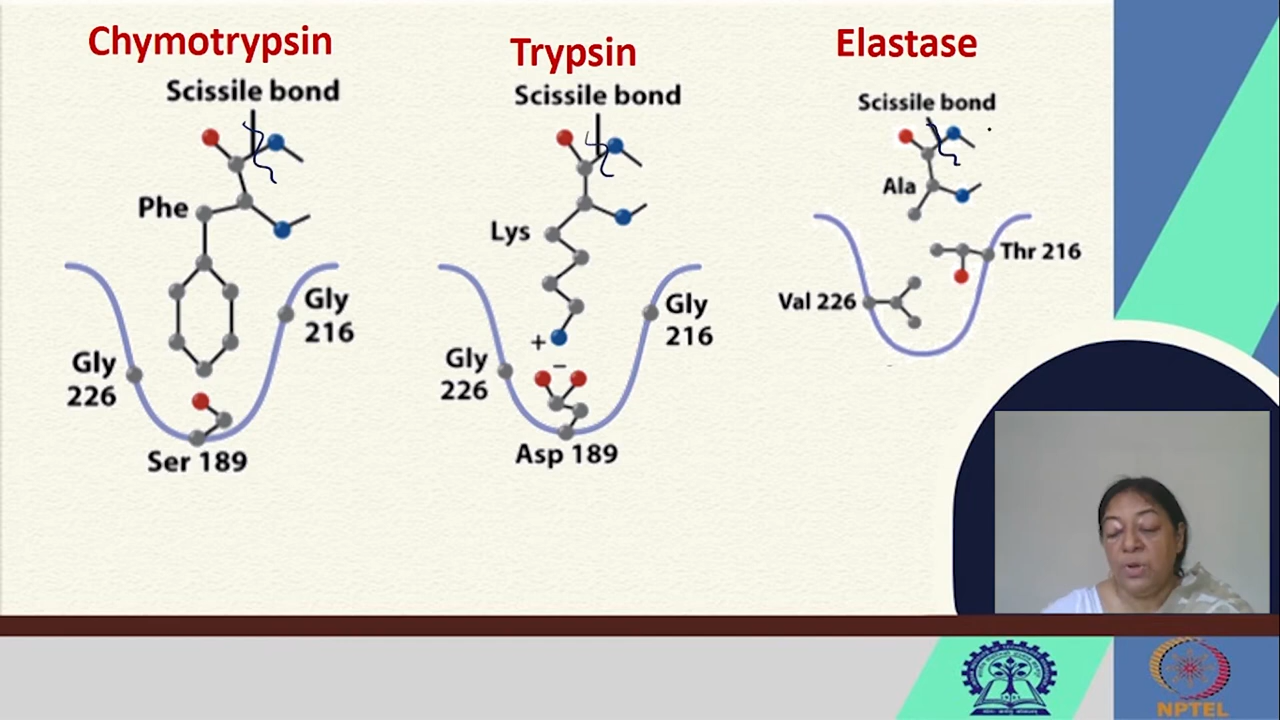 Chymotrypsin
Scissile bond
Phe
Gly
216
Gly
226
Ser 189
Trypsin
Scissile bond
Lys
Gly
216
Gly
226
+
−
Asp 189
Elastase
Scissile bond
Ala
Thr 216
Val 226
NPTEL